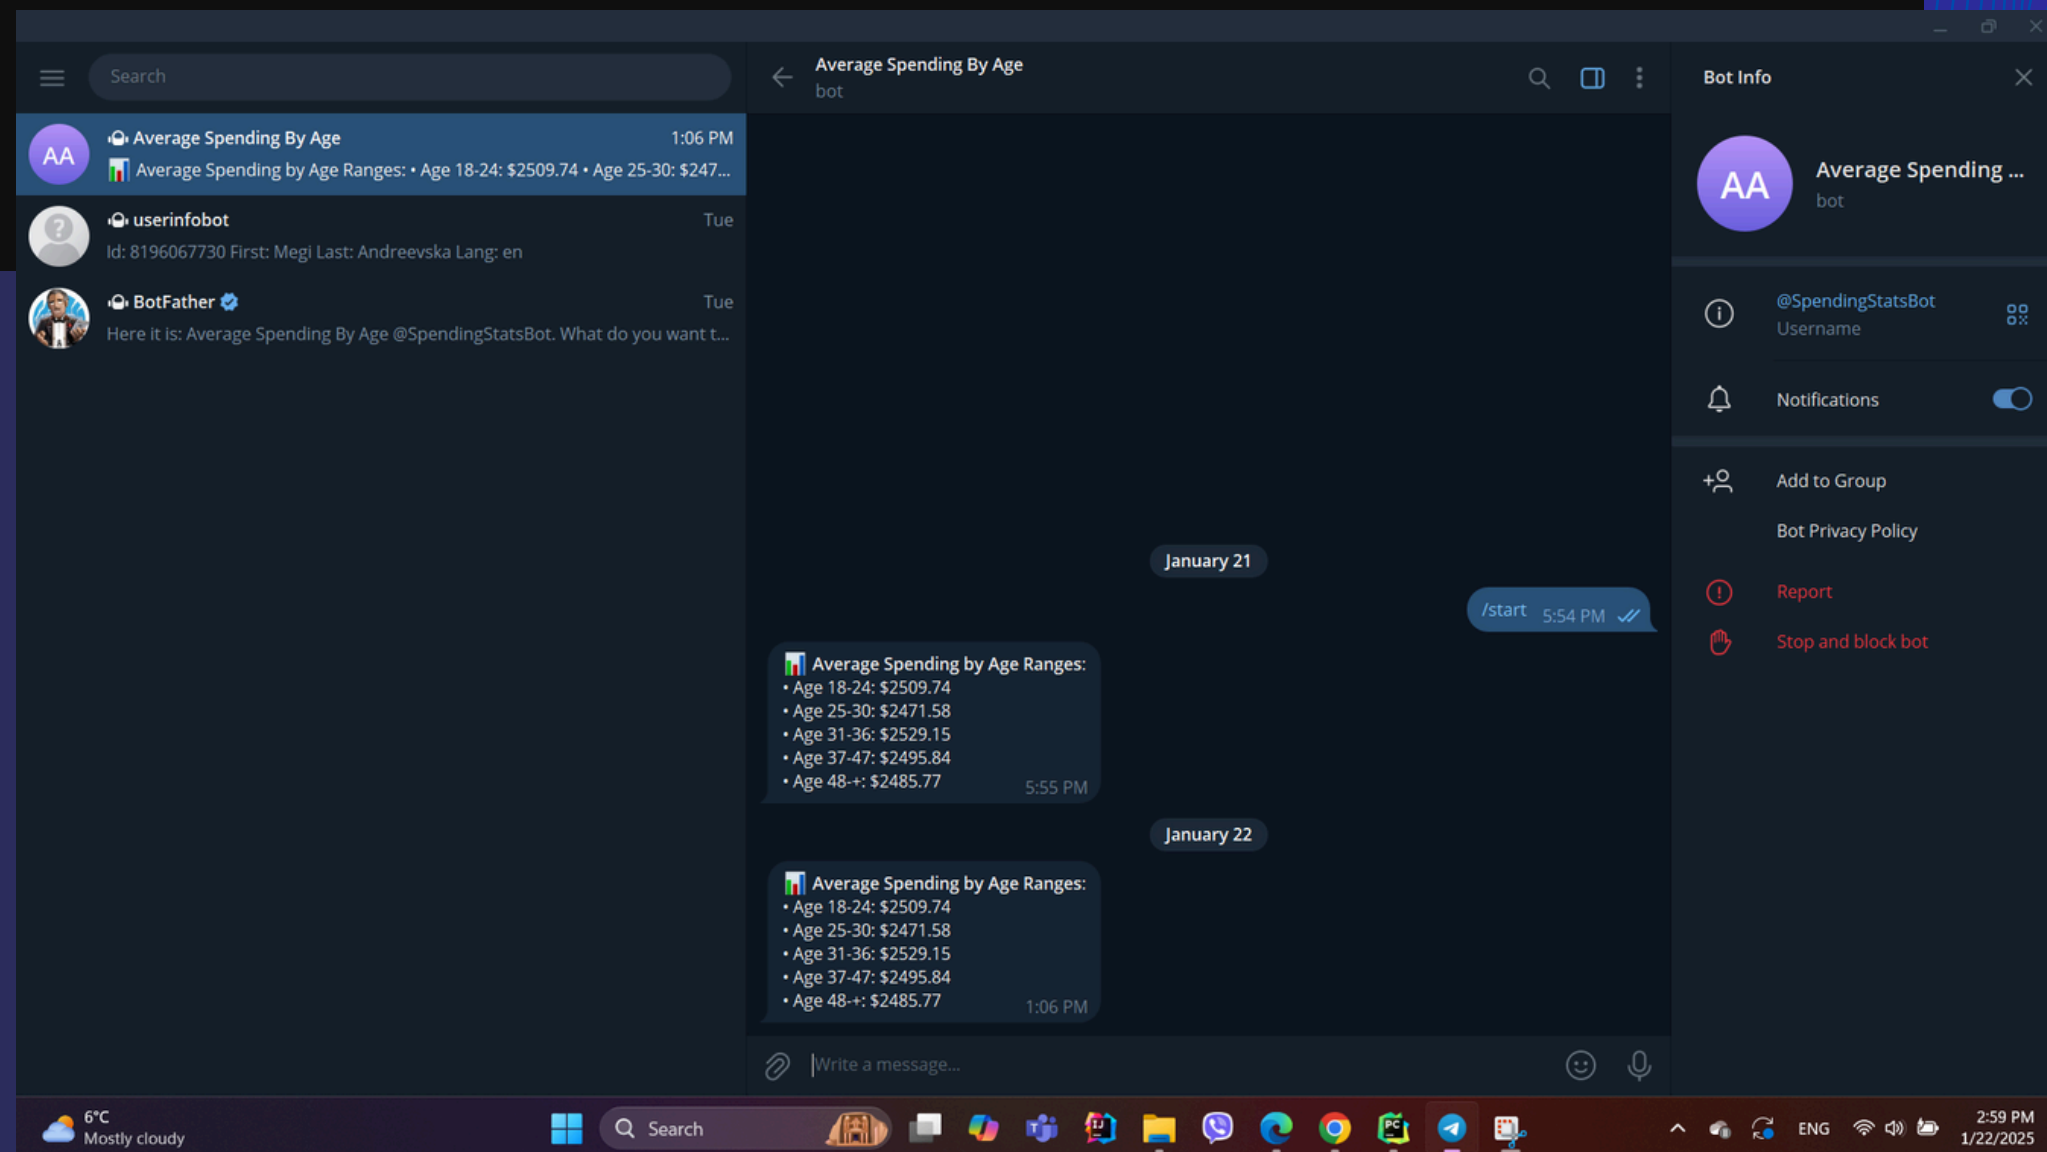 Search
AA
Average Spending By Age
1:06 PM
Average Spending by Age Ranges: • Age 18-24: $2509.74 • Age 25-30: $247...
userinfobot
Tue
Id: 8196067730 First: Megi Last: Andreevska Lang: en
BotFather
Tue
Here it is: Average Spending By Age @SpendingStatsBot. What do you want t...
Average Spending By Age
bot
January 21
/start 5:54 PM
Average Spending by Age Ranges:
• Age 18-24: $2509.74
• Age 25-30: $2471.58
• Age 31-36: $2529.15
• Age 37-47: $2495.84
• Age 48-+: $2485.77
5:55 PM
January 22
Average Spending by Age Ranges:
• Age 18-24: $2509.74
• Age 25-30: $2471.58
• Age 31-36: $2529.15
• Age 37-47: $2495.84
• Age 48-+: $2485.77
1:06 PM
Write a message...
Bot Info
AA
Average Spending ...
bot
@SpendingStatsBot
Username
Notifications
Add to Group
Bot Privacy Policy
Report
Stop and block bot
6°C
Mostly cloudy
Search
ENG
2:59 PM
1/22/2025